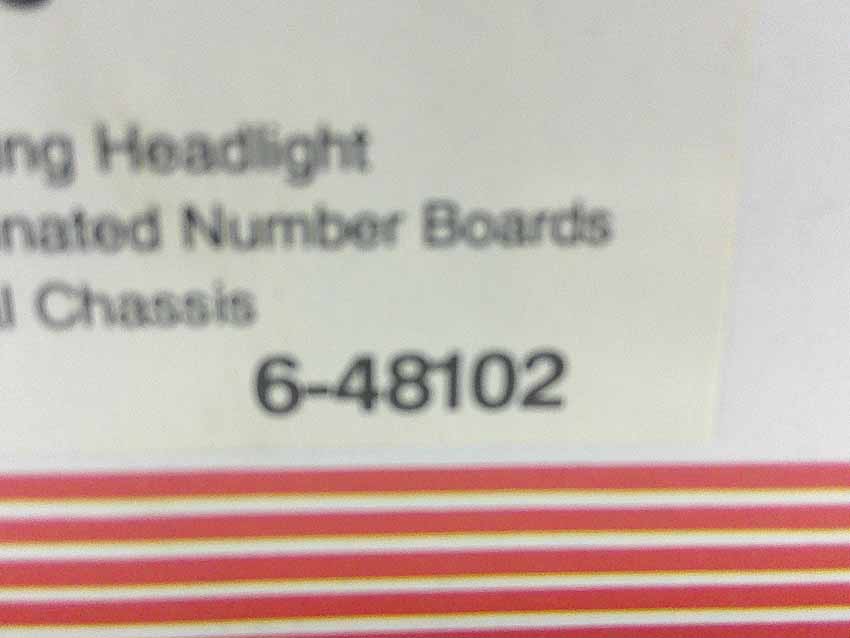 ng Headlight
nated Number Boards
l Chassis
6-48102